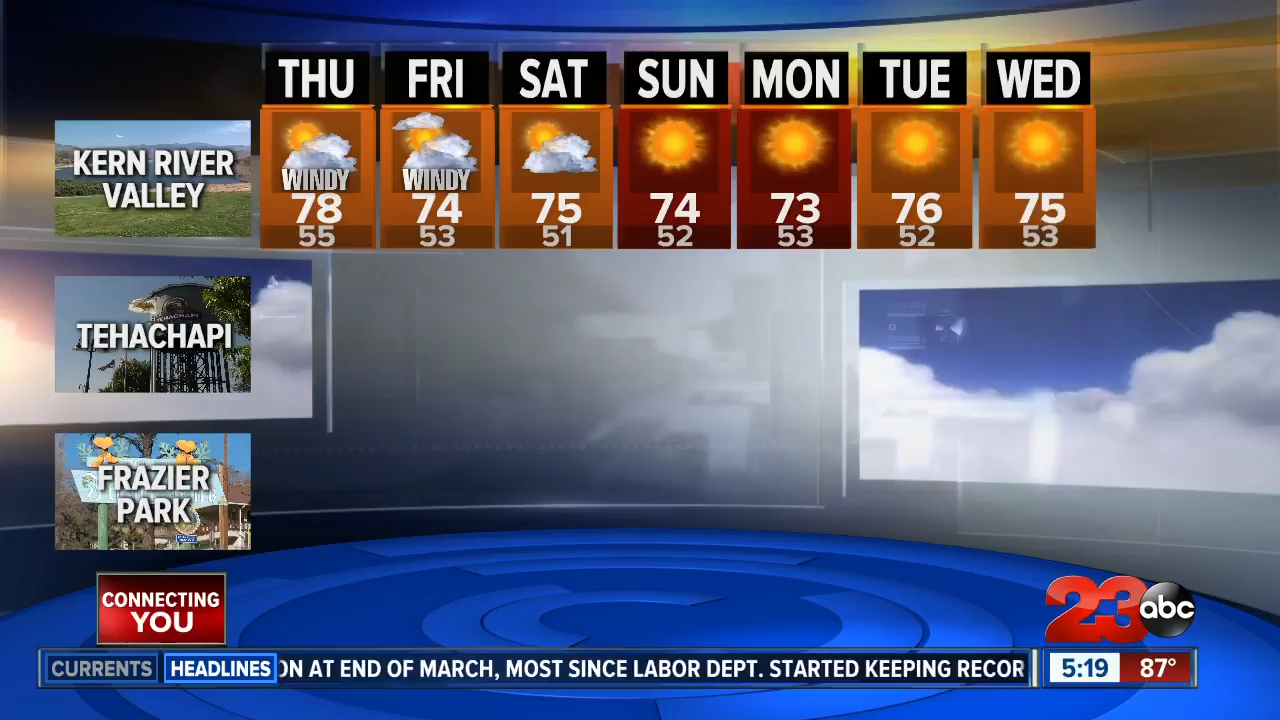 THU FRI SAT SUN MON TUE WED
KERN RIVER
VALLEY
WINDY WINDY
78 74 75 74 73 76 75
55 53 51 52 53 52 53
TEHACHAPI
TEHACHAPI
FRAZIER
PARK
CONNECTING
YOU
23 abc
CURRENTS HEADLINES ON AT END OF MARCH, MOST SINCE LABOR DEPT. STARTED KEEPING RECOR 5:19 87°